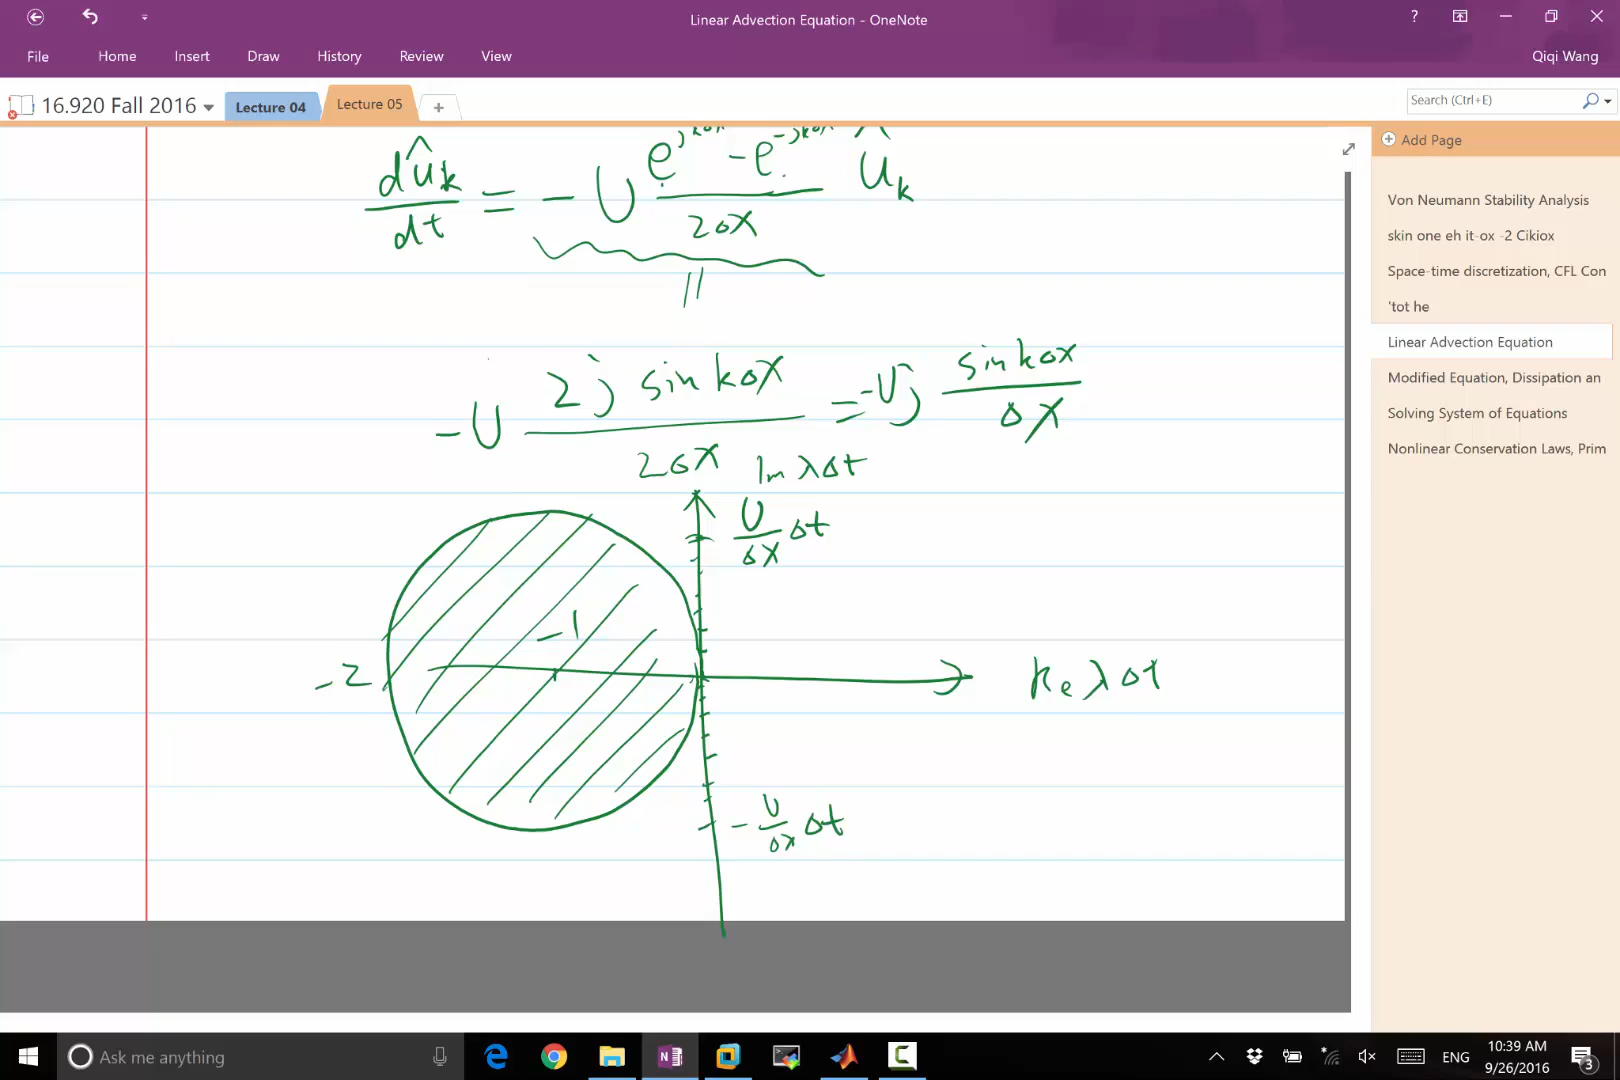 Linear Advection Equation - OneNote
?
File Home Insert Draw History Review View
Qiqi Wang
16.920 Fall 2016 Lecture 04 Lecture 05 +
Search (Ctrl+E)
Add Page
Von Neumann Stability Analysis
skin one eh it-ox -2 Cikiox
Space-time discretization, CFL Con
'tot he
Linear Advection Equation
Modified Equation, Dissipation an
Solving System of Equations
Nonlinear Conservation Laws, Prim
dû_k/dt = -U (e^{jkΔx} - e^{-jkΔx})/(2Δx) û_k
||
-U (2j sin kΔx)/(2Δx) = -Uj (sin kΔx)/(Δx)
Im λΔt
U/Δx Δt
-1
-2
Re λΔt
-U/Δx Δt
Ask me anything
ENG
10:39 AM
9/26/2016
3